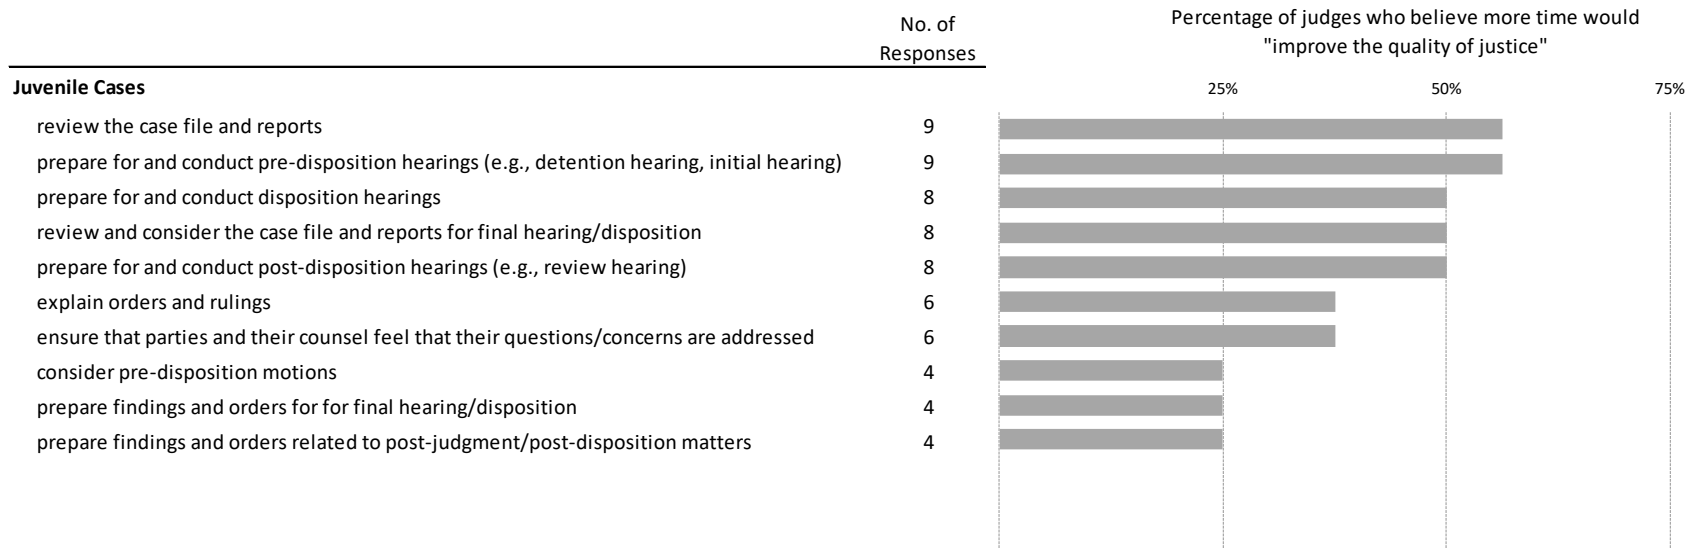 No. of
Responses
Percentage of judges who believe more time would
"improve the quality of justice"
Juvenile Cases
25%
50%
75%
review the case file and reports 9
prepare for and conduct pre-disposition hearings (e.g., detention hearing, initial hearing) 9
prepare for and conduct disposition hearings 8
review and consider the case file and reports for final hearing/disposition 8
prepare for and conduct post-disposition hearings (e.g., review hearing) 8
explain orders and rulings 6
ensure that parties and their counsel feel that their questions/concerns are addressed 6
consider pre-disposition motions 4
prepare findings and orders for for final hearing/disposition 4
prepare findings and orders related to post-judgment/post-disposition matters 4